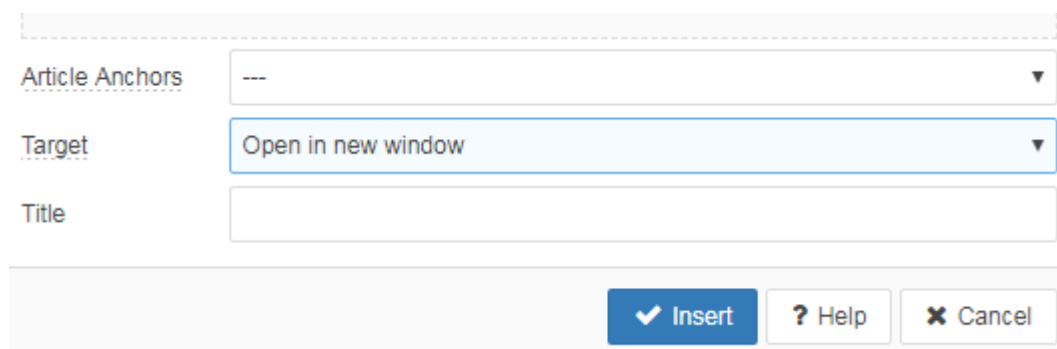 Article Anchors ---
Target Open in new window
Title
Insert ? Help Cancel